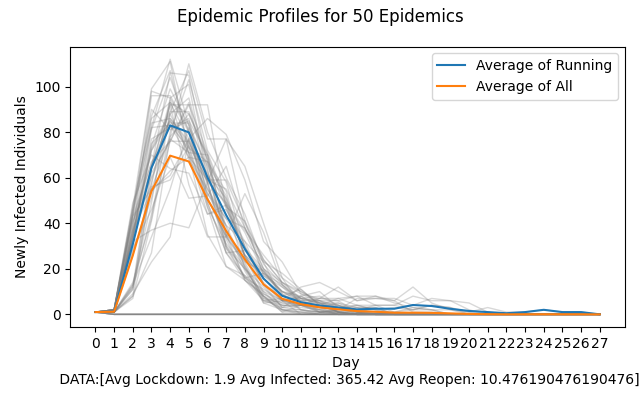 Epidemic Profiles for 50 Epidemics
Average of Running
Average of All
Newly Infected Individuals
100
80
60
40
20
0
0 1 2 3 4 5 6 7 8 9 10 11 12 13 14 15 16 17 18 19 20 21 22 23 24 25 26 27
Day
DATA:[Avg Lockdown: 1.9 Avg Infected: 365.42 Avg Reopen: 10.476190476190476]